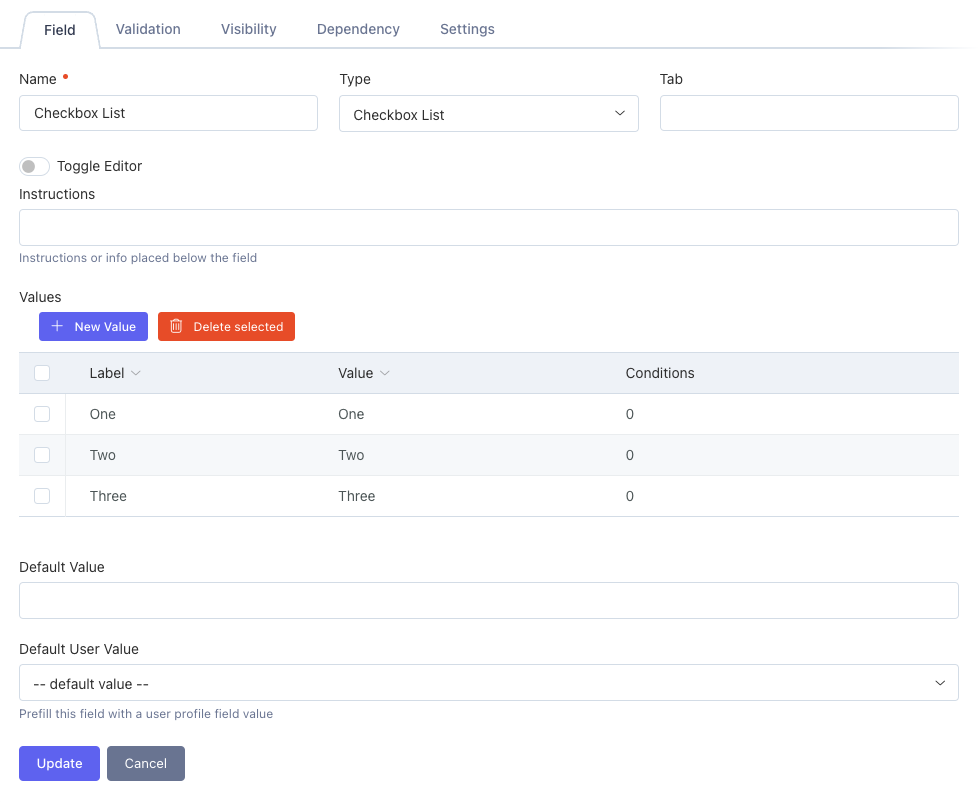 Field Validation Visibility Dependency Settings
Name • Type Tab
Checkbox List Checkbox List
Toggle Editor
Instructions
Instructions or info placed below the field
Values
+ New Value Delete selected
Label Value Conditions
One One 0
Two Two 0
Three Three 0
Default Value
Default User Value
-- default value --
Prefill this field with a user profile field value
Update Cancel